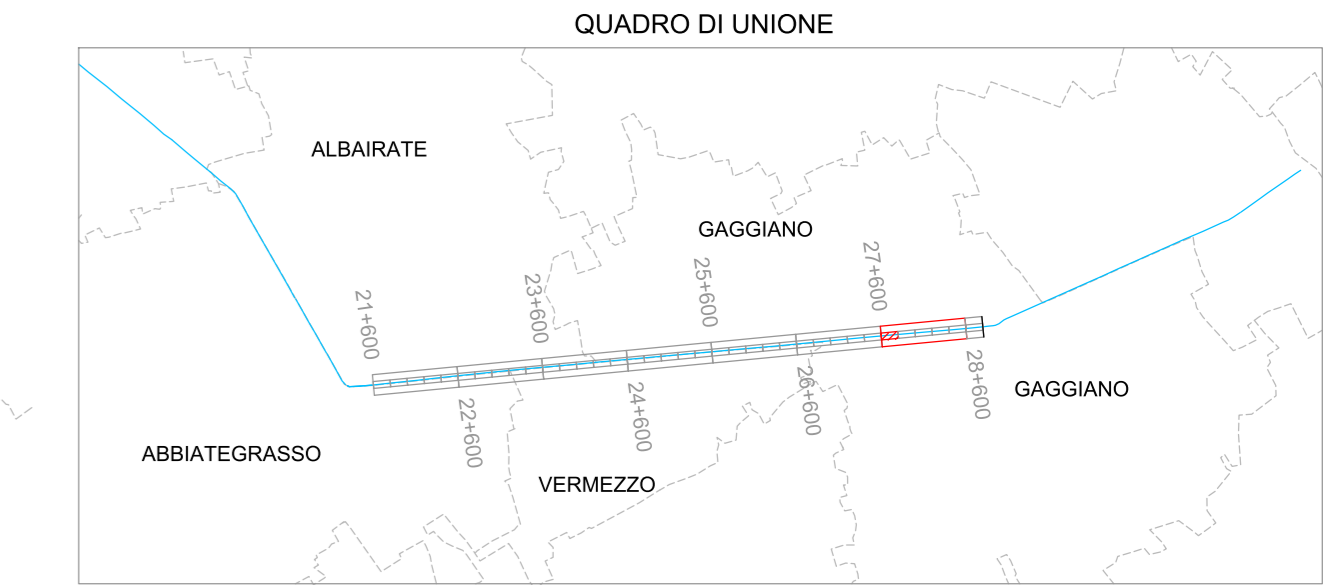 QUADRO DI UNIONE
ALBAIRATE
GAGGIANO
27+600
25+600
23+600
21+600
28+600
26+600
24+600
22+600
GAGGIANO
ABBIATEGRASSO
VERMEZZO